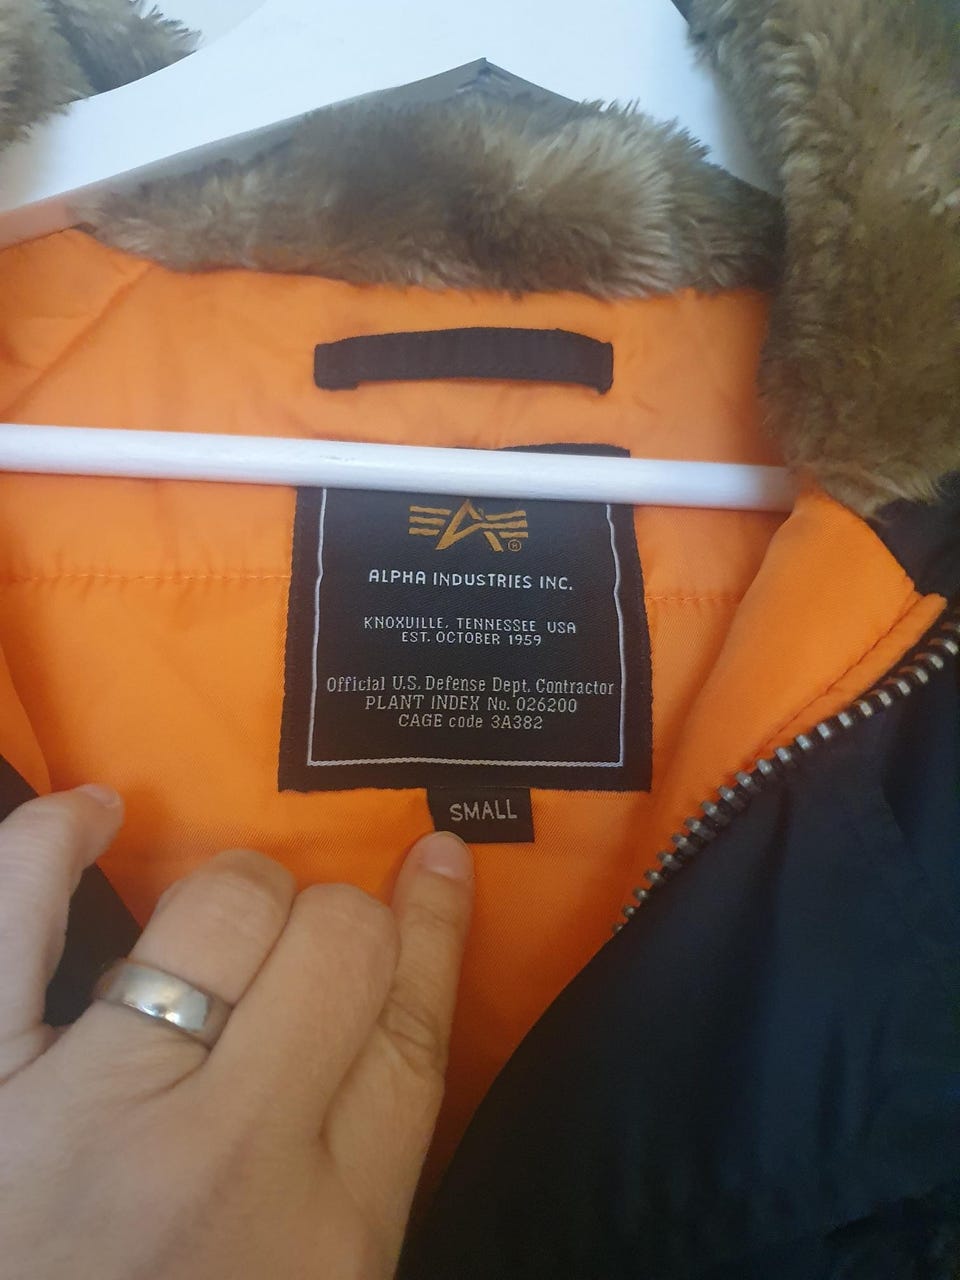 ®
ALPHA INDUSTRIES INC.
KNOXVILLE, TENNESSEE USA
EST. OCTOBER 1959
Official U.S. Defense Dept. Contractor
PLANT INDEX No. 026200
CAGE code 3A382
SMALL